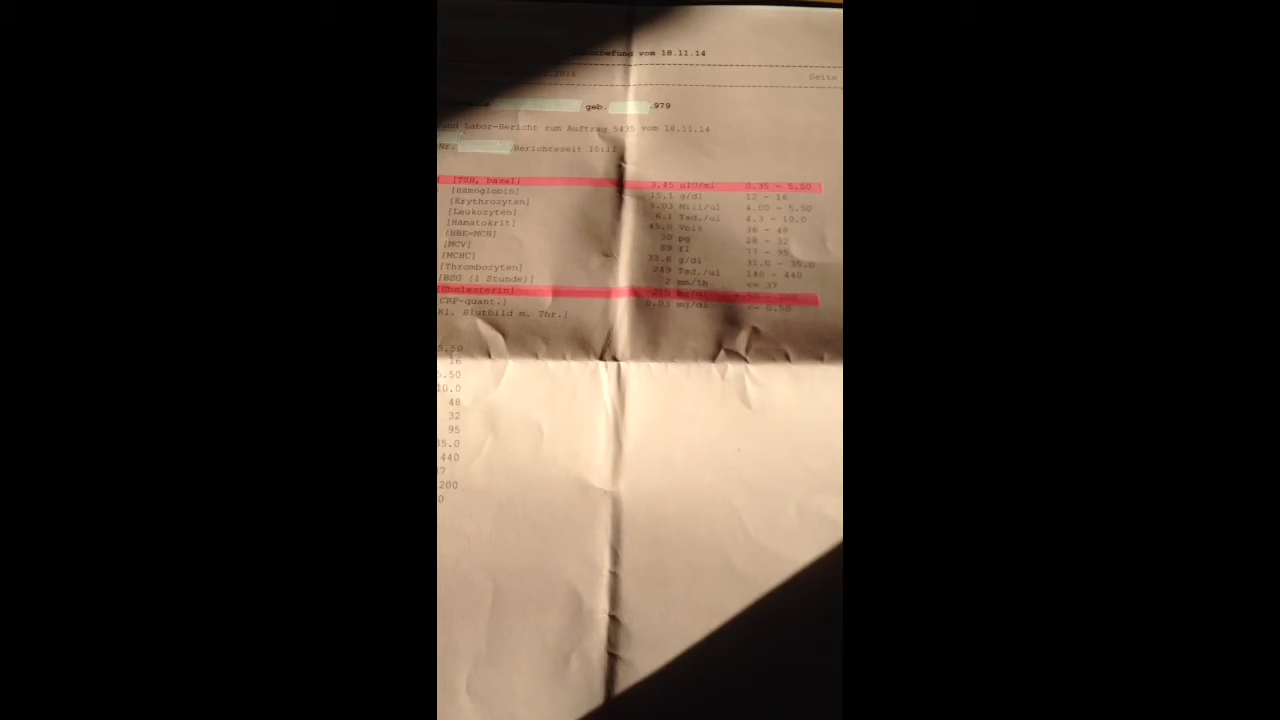 vom 18.11.14
2014 Seite
geb. .979
Labor-Bericht zum Auftrag 5435 vom 18.11.14
Nr. Berichtszeit 15:11
[TSH, basal] 3.45 uIU/ml 0.35 - 5.50
[Hämoglobin] 15.1 g/dl 12 - 16
[Erythrozyten] 5.03 Mill/ul 4.00 - 5.50
[Leukozyten] 6.1 Tsd./ul 4.3 - 10.0
[Hämatokrit] 45.0 Vol% 36 - 48
[HBE-MCH] 30 pg 28 - 32
[MCV] 89 fl 77 - 95
[MCHC] 33.6 g/dl 31.0 - 35.0
[Thrombozyten] 249 Tsd./ul 140 - 440
[BSG (1 Stunde)] 2 mm/1h <= 37
[Cholesterin]
CRP-quant.] 0.03 mg/dl <= 0.50
Kl. Blutbild m. Thr.]
5.50
16
5.50
10.0
48
32
95
35.0
440
37
200
0